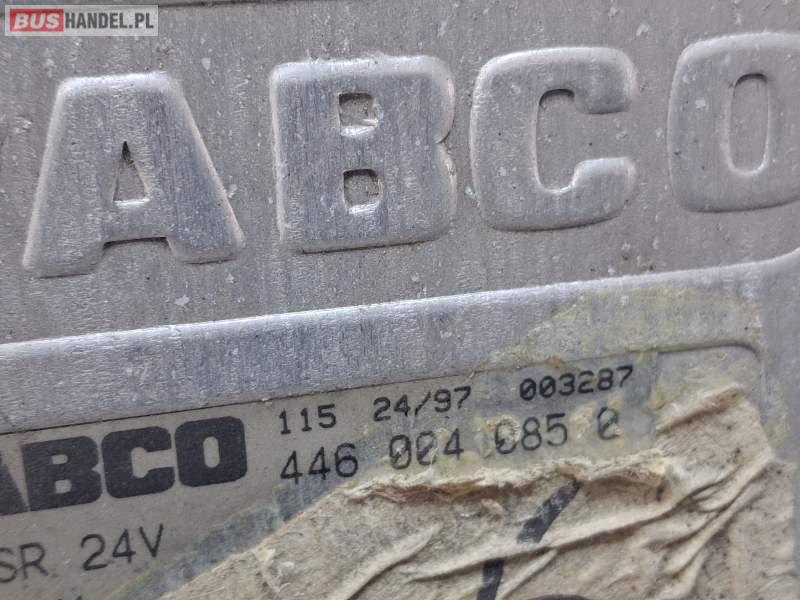 BUSHANDEL.PL
ABCO
115 24/97 003287
ABCO 446 004 085 0
SR 24V